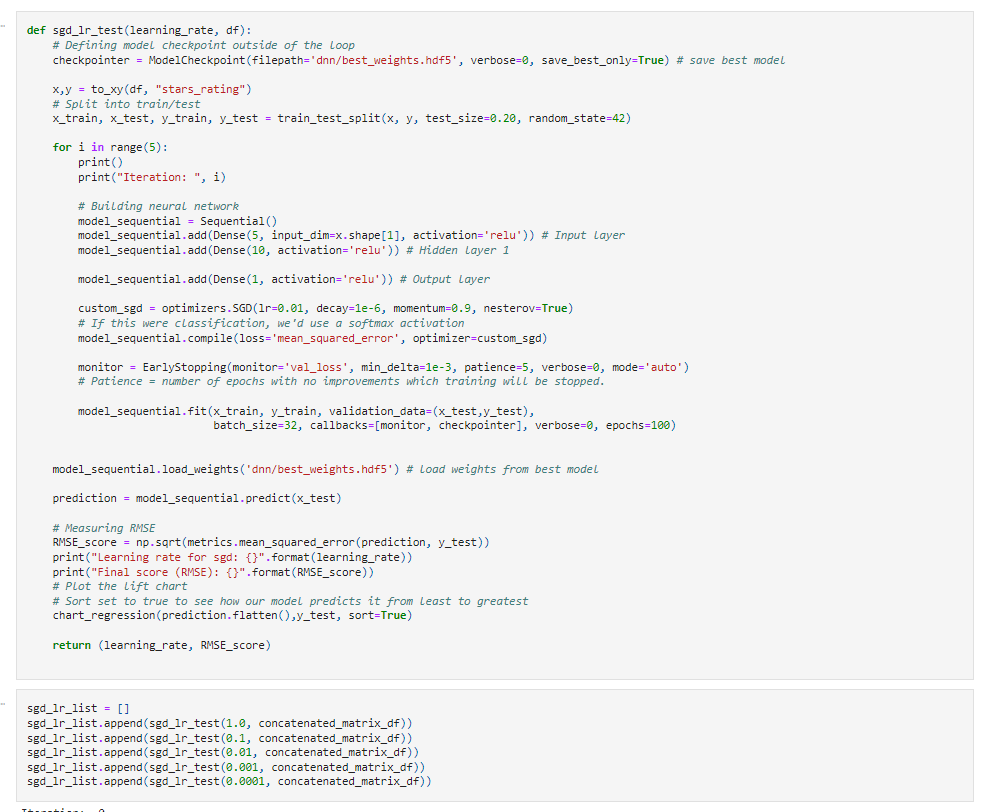 def sgd_lr_test(learning_rate, df):
    # Defining model checkpoint outside of the loop
    checkpointer = ModelCheckpoint(filepath='dnn/best_weights.hdf5', verbose=0, save_best_only=True) # save best model

    x,y = to_xy(df, "stars_rating")
    # Split into train/test
    x_train, x_test, y_train, y_test = train_test_split(x, y, test_size=0.20, random_state=42)

    for i in range(5):
        print()
        print("Iteration: ", i)

        # Building neural network
        model_sequential = Sequential()
        model_sequential.add(Dense(5, input_dim=x.shape[1], activation='relu')) # Input layer
        model_sequential.add(Dense(10, activation='relu')) # Hidden layer 1

        model_sequential.add(Dense(1, activation='relu')) # Output layer

        custom_sgd = optimizers.SGD(lr=0.01, decay=1e-6, momentum=0.9, nesterov=True)
        # If this were classification, we'd use a softmax activation
        model_sequential.compile(loss='mean_squared_error', optimizer=custom_sgd)

        monitor = EarlyStopping(monitor='val_loss', min_delta=1e-3, patience=5, verbose=0, mode='auto')
        # Patience = number of epochs with no improvements which training will be stopped.

        model_sequential.fit(x_train, y_train, validation_data=(x_test,y_test),
                             batch_size=32, callbacks=[monitor, checkpointer], verbose=0, epochs=100)

    model_sequential.load_weights('dnn/best_weights.hdf5') # load weights from best model

    prediction = model_sequential.predict(x_test)

    # Measuring RMSE
    RMSE_score = np.sqrt(metrics.mean_squared_error(prediction, y_test))
    print("Learning rate for sgd: {}".format(learning_rate))
    print("Final score (RMSE): {}".format(RMSE_score))
    # Plot the lift chart
    # Sort set to true to see how our model predicts it from least to greatest
    chart_regression(prediction.flatten(),y_test, sort=True)

    return (learning_rate, RMSE_score)

sgd_lr_list = []
sgd_lr_list.append(sgd_lr_test(1.0, concatenated_matrix_df))
sgd_lr_list.append(sgd_lr_test(0.1, concatenated_matrix_df))
sgd_lr_list.append(sgd_lr_test(0.01, concatenated_matrix_df))
sgd_lr_list.append(sgd_lr_test(0.001, concatenated_matrix_df))
sgd_lr_list.append(sgd_lr_test(0.0001, concatenated_matrix_df))